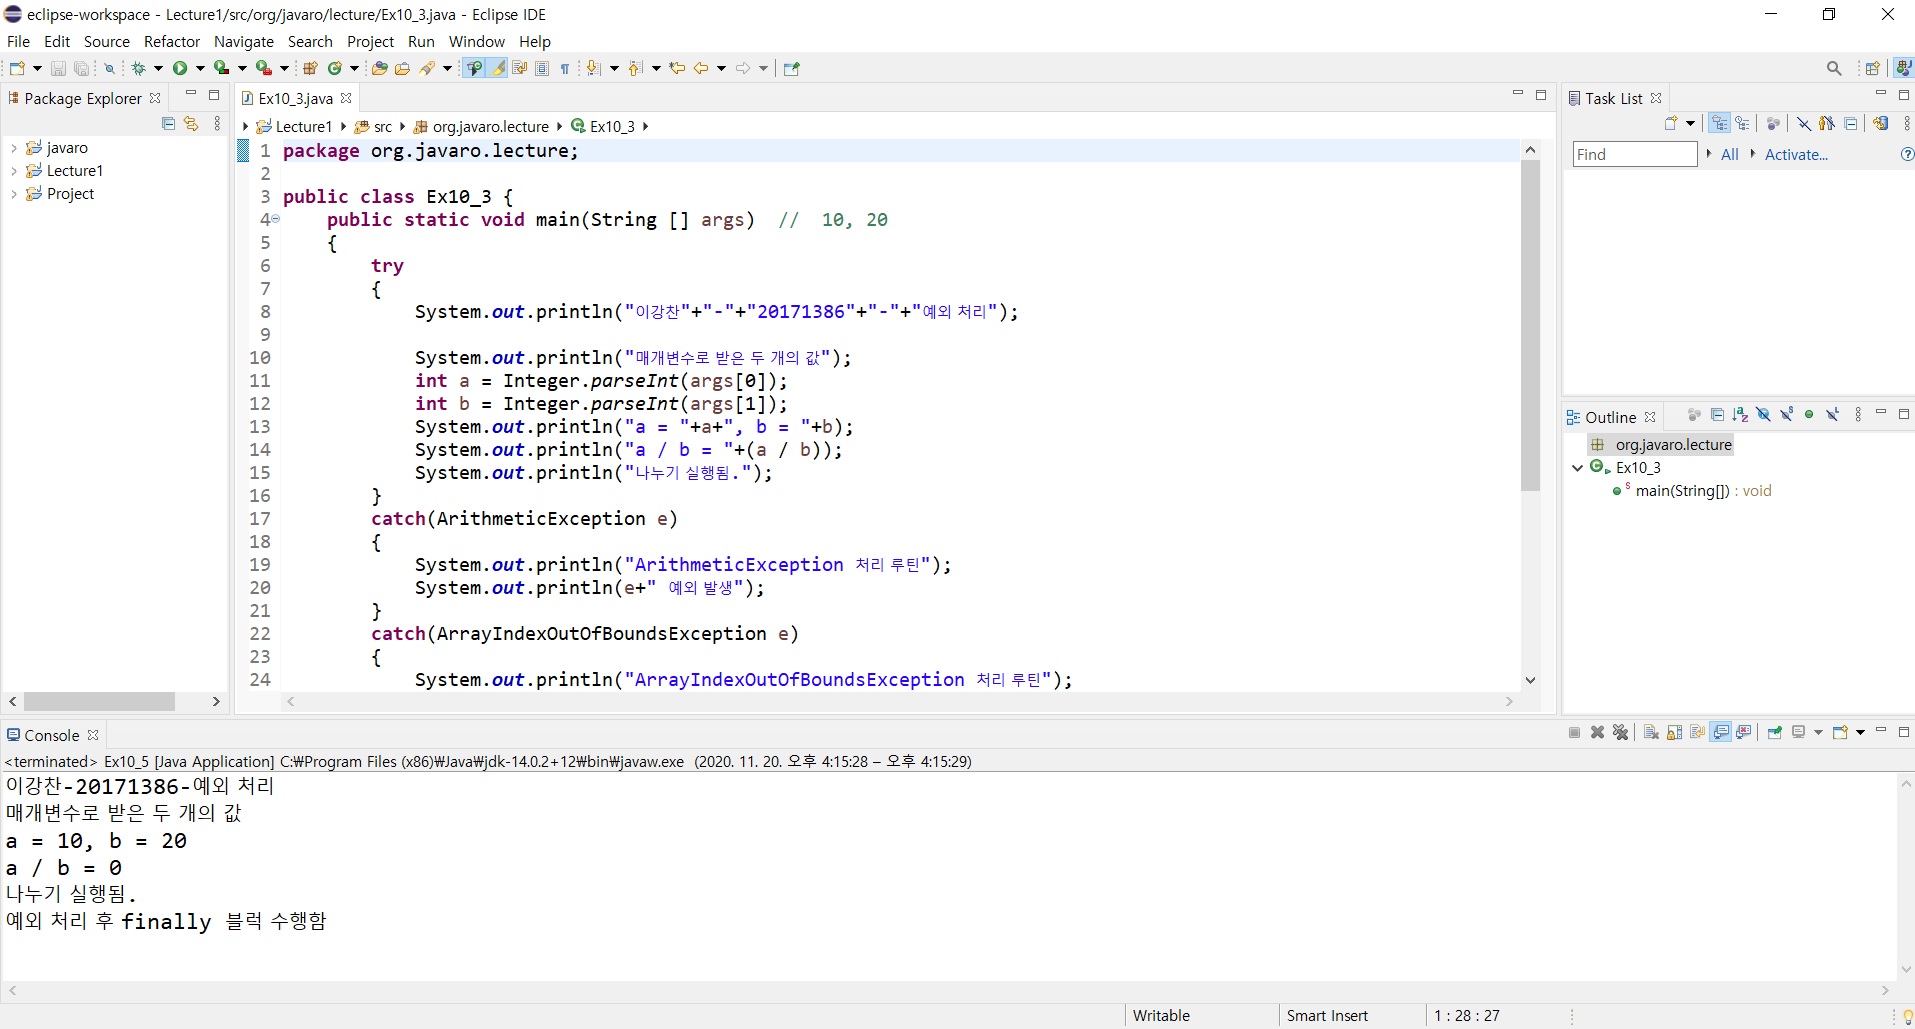 eclipse-workspace - Lecture1/src/org/javaro/lecture/Ex10_3.java - Eclipse IDE
File Edit Source Refactor Navigate Search Project Run Window Help
Package Explorer
javaro
Lecture1
Project
Ex10_3.java
Lecture1 src org.javaro.lecture Ex10_3
1 package org.javaro.lecture;
2
3 public class Ex10_3 {
4 public static void main(String [] args) // 10, 20
5 {
6 try
7 {
8 System.out.println("이강찬"+"-"+"20171386"+"-"+"예외 처리");
9
10 System.out.println("매개변수로 받은 두 개의 값");
11 int a = Integer.parseInt(args[0]);
12 int b = Integer.parseInt(args[1]);
13 System.out.println("a = "+a+", b = "+b);
14 System.out.println("a / b = "+(a / b));
15 System.out.println("나누기 실행됨.");
16 }
17 catch(ArithmeticException e)
18 {
19 System.out.println("ArithmeticException 처리 루틴");
20 System.out.println(e+" 예외 발생");
21 }
22 catch(ArrayIndexOutOfBoundsException e)
23 {
24 System.out.println("ArrayIndexOutOfBoundsException 처리 루틴");
Task List
Find All Activate...
Outline
org.javaro.lecture
Ex10_3
main(String[]) : void
Console
<terminated> Ex10_5 [Java Application] C:₩Program Files (x86)₩Java₩jdk-14.0.2+12₩bin₩javaw.exe (2020. 11. 20. 오후 4:15:28 – 오후 4:15:29)
이강찬-20171386-예외 처리
매개변수로 받은 두 개의 값
a = 10, b = 20
a / b = 0
나누기 실행됨.
예외 처리 후 finally 블럭 수행함
Writable Smart Insert 1 : 28 : 27